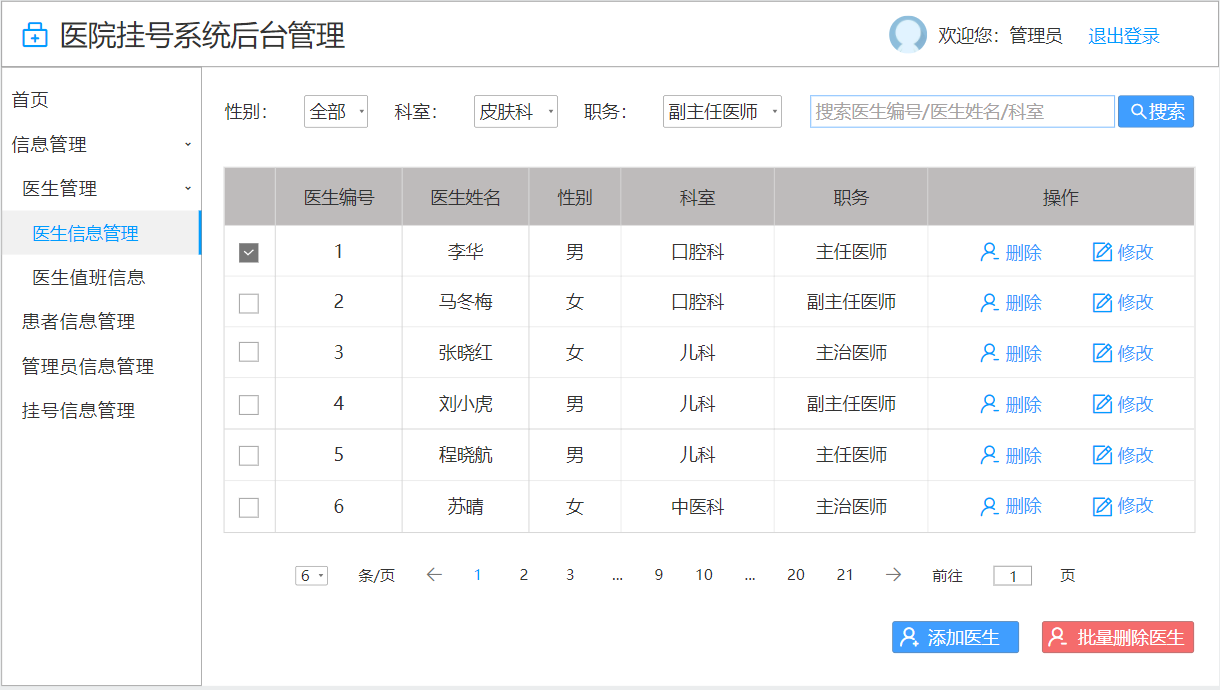 医院挂号系统后台管理 欢迎您：管理员 退出登录
首页
信息管理
医生管理
医生信息管理
医生值班信息
患者信息管理
管理员信息管理
挂号信息管理
性别： 全部 科室： 皮肤科 职务： 副主任医师 搜索医生编号/医生姓名/科室 搜索
医生编号 医生姓名 性别 科室 职务 操作
1 李华 男 口腔科 主任医师 删除 修改
2 马冬梅 女 口腔科 副主任医师 删除 修改
3 张晓红 女 儿科 主治医师 删除 修改
4 刘小虎 男 儿科 副主任医师 删除 修改
5 程晓航 男 儿科 主任医师 删除 修改
6 苏晴 女 中医科 主治医师 删除 修改
6 条/页 ← 1 2 3 ... 9 10 ... 20 21 → 前往 1 页
添加医生 批量删除医生